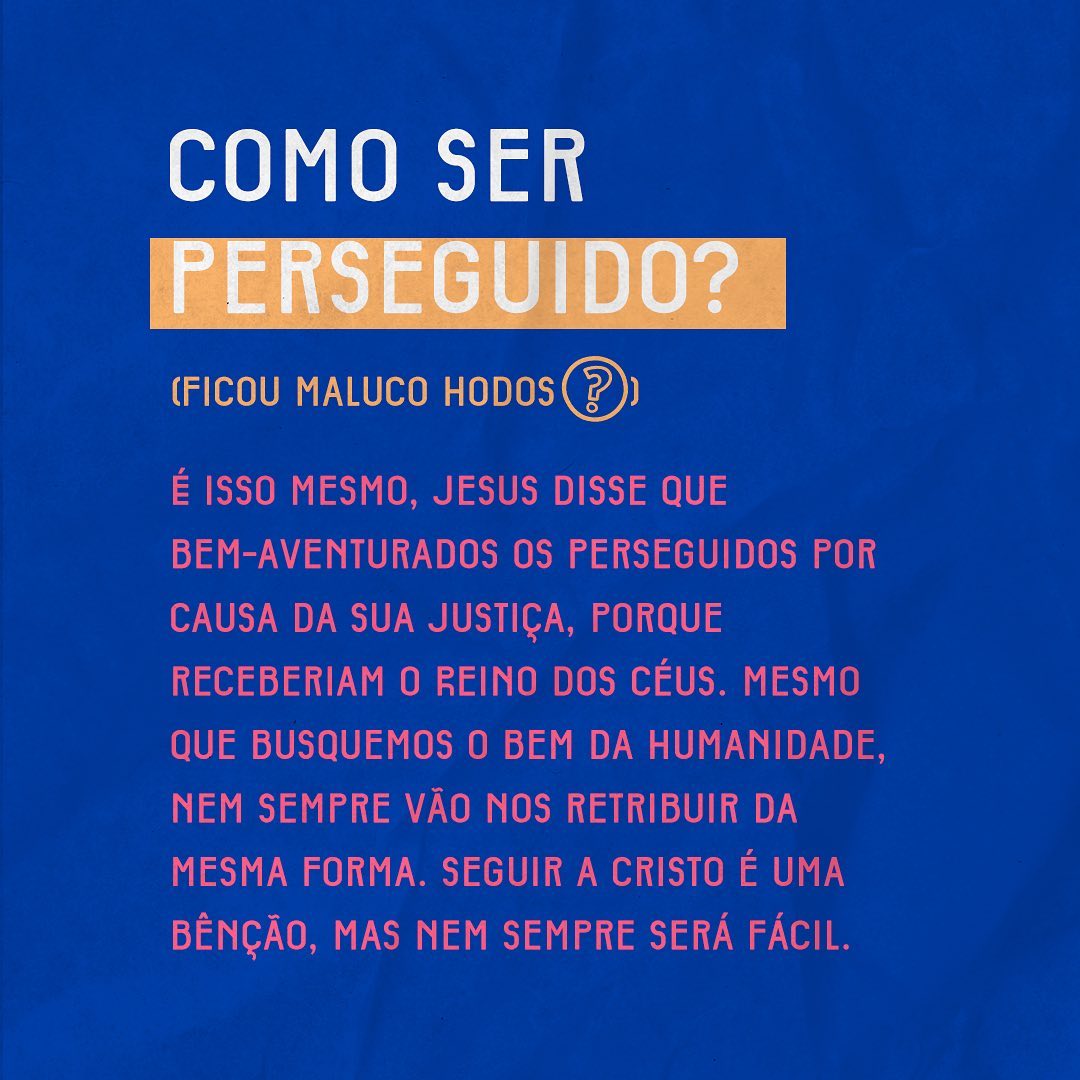 COMO SER
PERSEGUIDO?
(FICOU MALUCO HODOS ?)
É ISSO MESMO, JESUS DISSE QUE
BEM-AVENTURADOS OS PERSEGUIDOS POR
CAUSA DA SUA JUSTIÇA, PORQUE
RECEBERIAM O REINO DOS CÉUS. MESMO
QUE BUSQUEMOS O BEM DA HUMANIDADE,
NEM SEMPRE VÃO NOS RETRIBUIR DA
MESMA FORMA. SEGUIR A CRISTO É UMA
BÊNÇÃO, MAS NEM SEMPRE SERÁ FÁCIL.